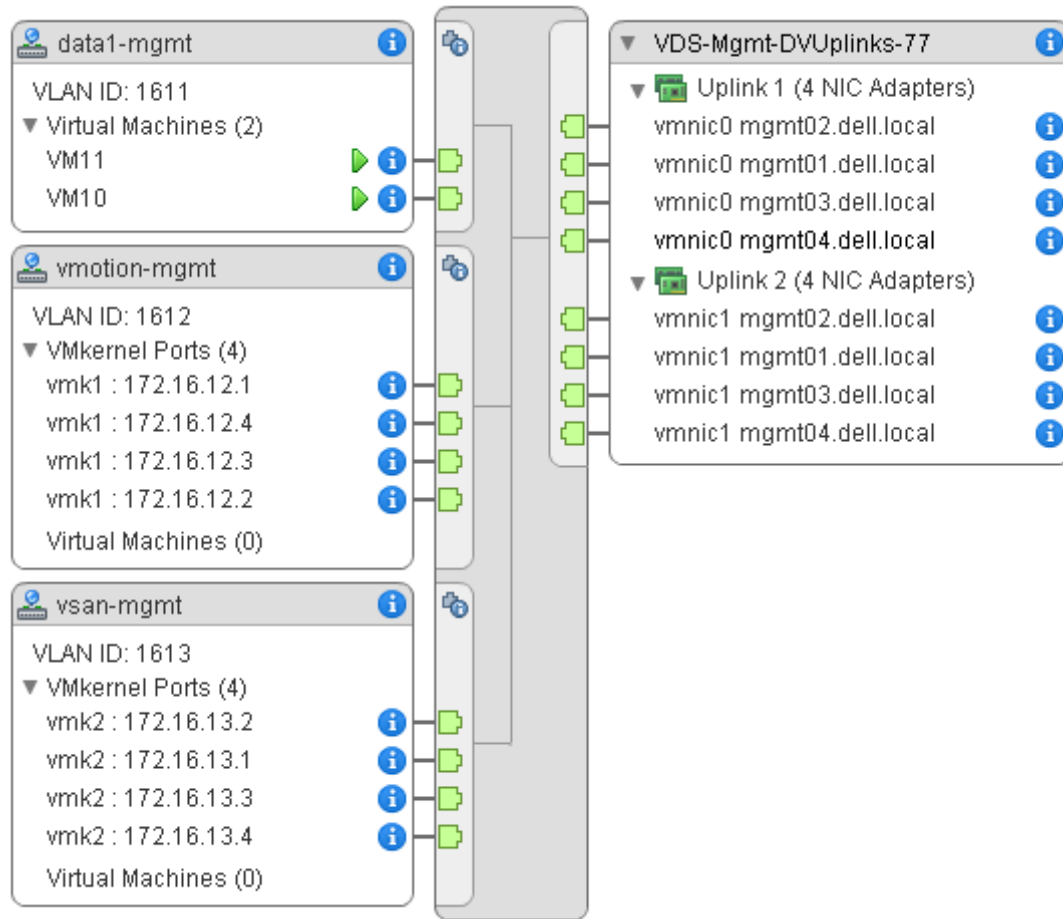 data1-mgmt
VLAN ID: 1611
Virtual Machines (2)
VM11
VM10
vmotion-mgmt
VLAN ID: 1612
VMkernel Ports (4)
vmk1 : 172.16.12.1
vmk1 : 172.16.12.4
vmk1 : 172.16.12.3
vmk1 : 172.16.12.2
Virtual Machines (0)
vsan-mgmt
VLAN ID: 1613
VMkernel Ports (4)
vmk2 : 172.16.13.2
vmk2 : 172.16.13.1
vmk2 : 172.16.13.3
vmk2 : 172.16.13.4
Virtual Machines (0)
VDS-Mgmt-DVUplinks-77
Uplink 1 (4 NIC Adapters)
vmnic0 mgmt02.dell.local
vmnic0 mgmt01.dell.local
vmnic0 mgmt03.dell.local
vmnic0 mgmt04.dell.local
Uplink 2 (4 NIC Adapters)
vmnic1 mgmt02.dell.local
vmnic1 mgmt01.dell.local
vmnic1 mgmt03.dell.local
vmnic1 mgmt04.dell.local